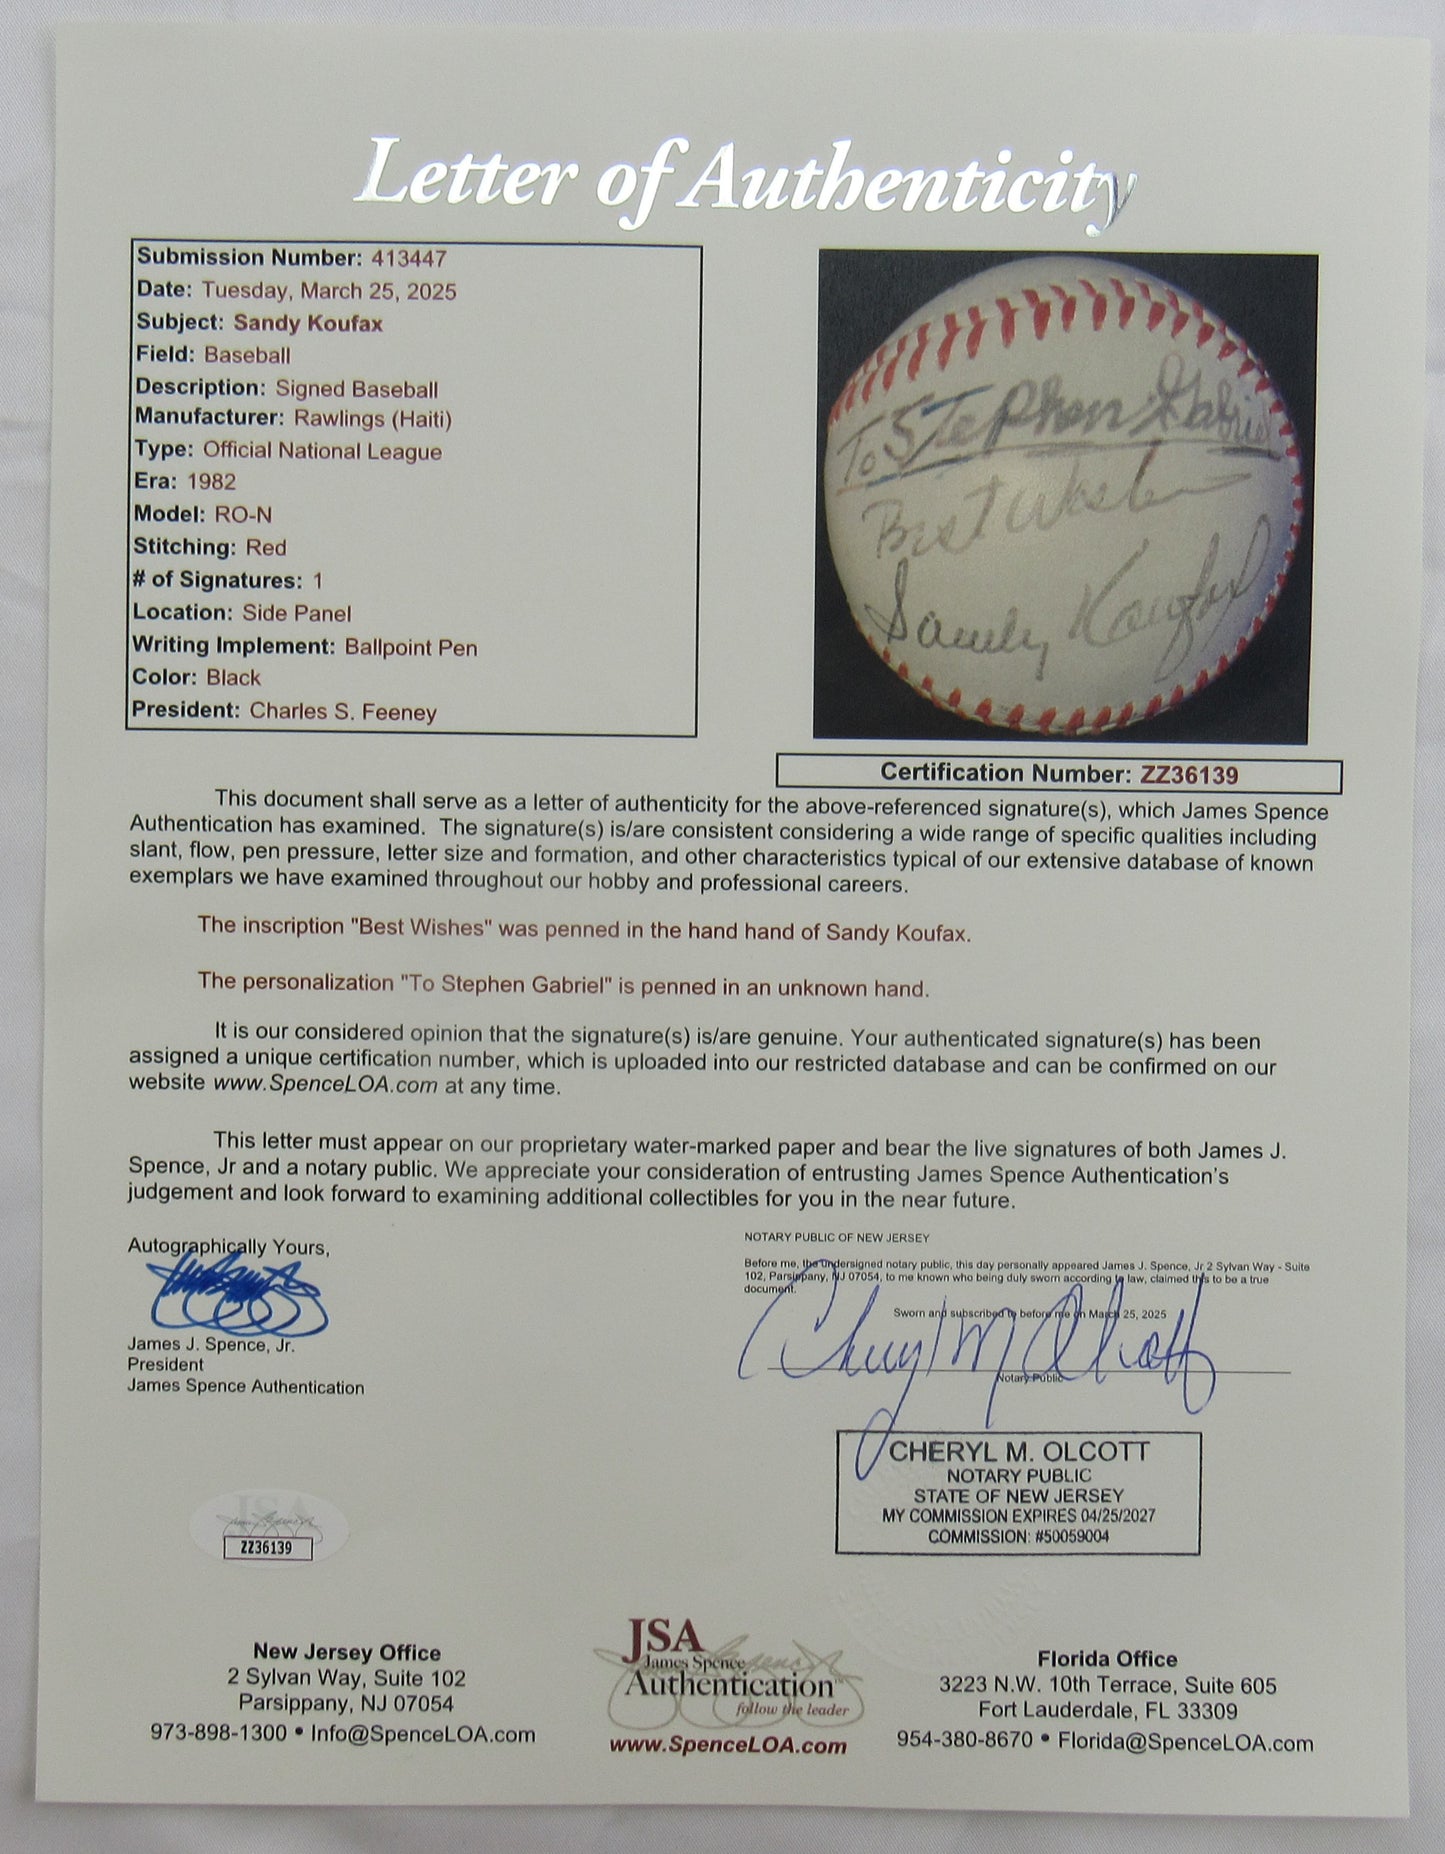 Letter of Authenticity
Submission Number: 413447
Date: Tuesday, March 25, 2025
Subject: Sandy Koufax
Field: Baseball
Description: Signed Baseball
Manufacturer: Rawlings (Haiti)
Type: Official National League
Era: 1982
Model: RO-N
Stitching: Red
# of Signatures: 1
Location: Side Panel
Writing Implement: Ballpoint Pen
Color: Black
President: Charles S. Feeney
To Stephen Gabriel
Best Wishes
Sandy Koufax
Certification Number: ZZ36139
This document shall serve as a letter of authenticity for the above-referenced signature(s), which James Spence
Authentication has examined. The signature(s) is/are consistent considering a wide range of specific qualities including
slant, flow, pen pressure, letter size and formation, and other characteristics typical of our extensive database of known
exemplars we have examined throughout our hobby and professional careers.
The inscription "Best Wishes" was penned in the hand hand of Sandy Koufax.
The personalization "To Stephen Gabriel" is penned in an unknown hand.
It is our considered opinion that the signature(s) is/are genuine. Your authenticated signature(s) has been
assigned a unique certification number, which is uploaded into our restricted database and can be confirmed on our
website www.SpenceLOA.com at any time.
This letter must appear on our proprietary water-marked paper and bear the live signatures of both James J.
Spence, Jr and a notary public. We appreciate your consideration of entrusting James Spence Authentication's
judgement and look forward to examining additional collectibles for you in the near future.
Autographically Yours,
James J. Spence, Jr.
President
James Spence Authentication
NOTARY PUBLIC OF NEW JERSEY
Before me, the undersigned notary public, this day personally appeared James J. Spence, Jr 2 Sylvan Way - Suite
102, Parsippany, NJ 07054, to me known who being duly sworn according to law, claimed this to be a true
document.
Sworn and subscribed to before me on March 25, 2025
Cheryl M Olcott
Notary Public
CHERYL M. OLCOTT
NOTARY PUBLIC
STATE OF NEW JERSEY
MY COMMISSION EXPIRES 04/25/2027
COMMISSION: #50059004
JSA
ZZ36139
New Jersey Office
2 Sylvan Way, Suite 102
Parsippany, NJ 07054
973-898-1300 • Info@SpenceLOA.com
JSA
James Spence
Authentication™
follow the leader
www.SpenceLOA.com
Florida Office
3223 N.W. 10th Terrace, Suite 605
Fort Lauderdale, FL 33309
954-380-8670 • Florida@SpenceLOA.com